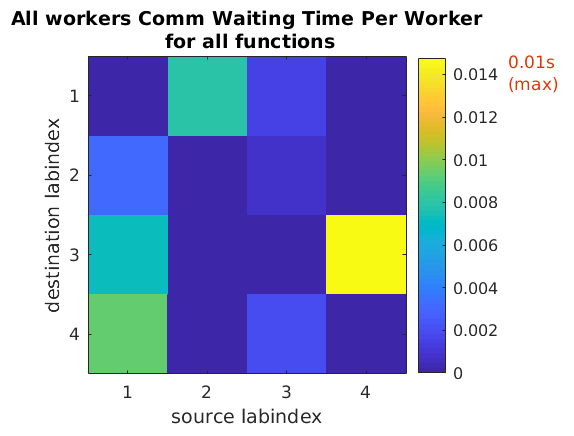 All workers Comm Waiting Time Per Worker
for all functions
0.01s
(max)
0.014
0.012
0.01
0.008
0.006
0.004
0.002
0
destination labindex
1
2
3
4
1 2 3 4
source labindex